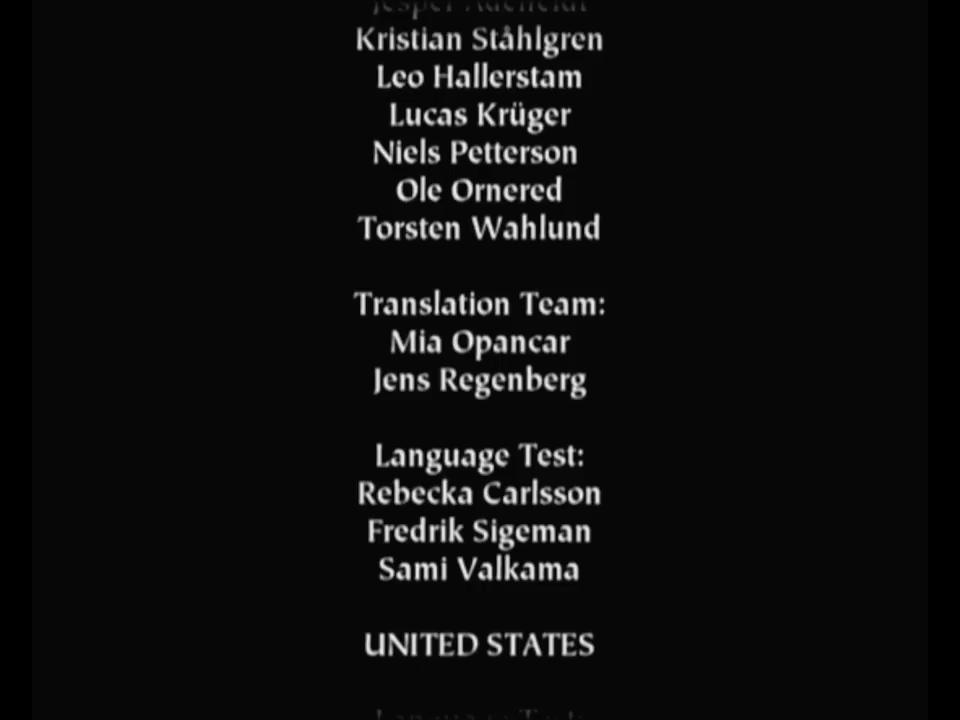 Kristian Ståhlgren
Leo Hallerstam
Lucas Krüger
Niels Petterson
Ole Ornered
Torsten Wahlund
Translation Team:
Mia Opancar
Jens Regenberg
Language Test:
Rebecka Carlsson
Fredrik Sigeman
Sami Valkama
UNITED STATES